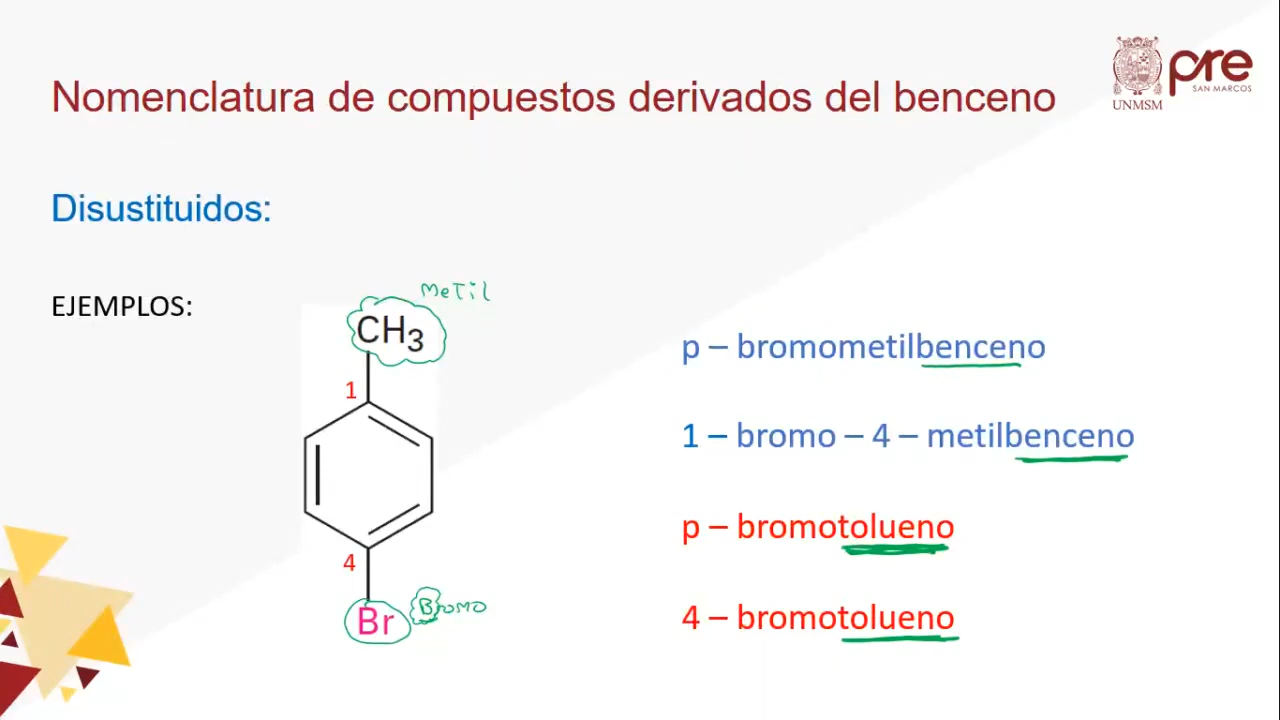 Nomenclatura de compuestos derivados del benceno
UNMSM
pre
SAN MARCOS
Disustituidos:
EJEMPLOS:
MeTil
CH3
1
4
Br
Bromo
p – bromometilbenceno
1 – bromo – 4 – metilbenceno
p – bromotolueno
4 – bromotolueno